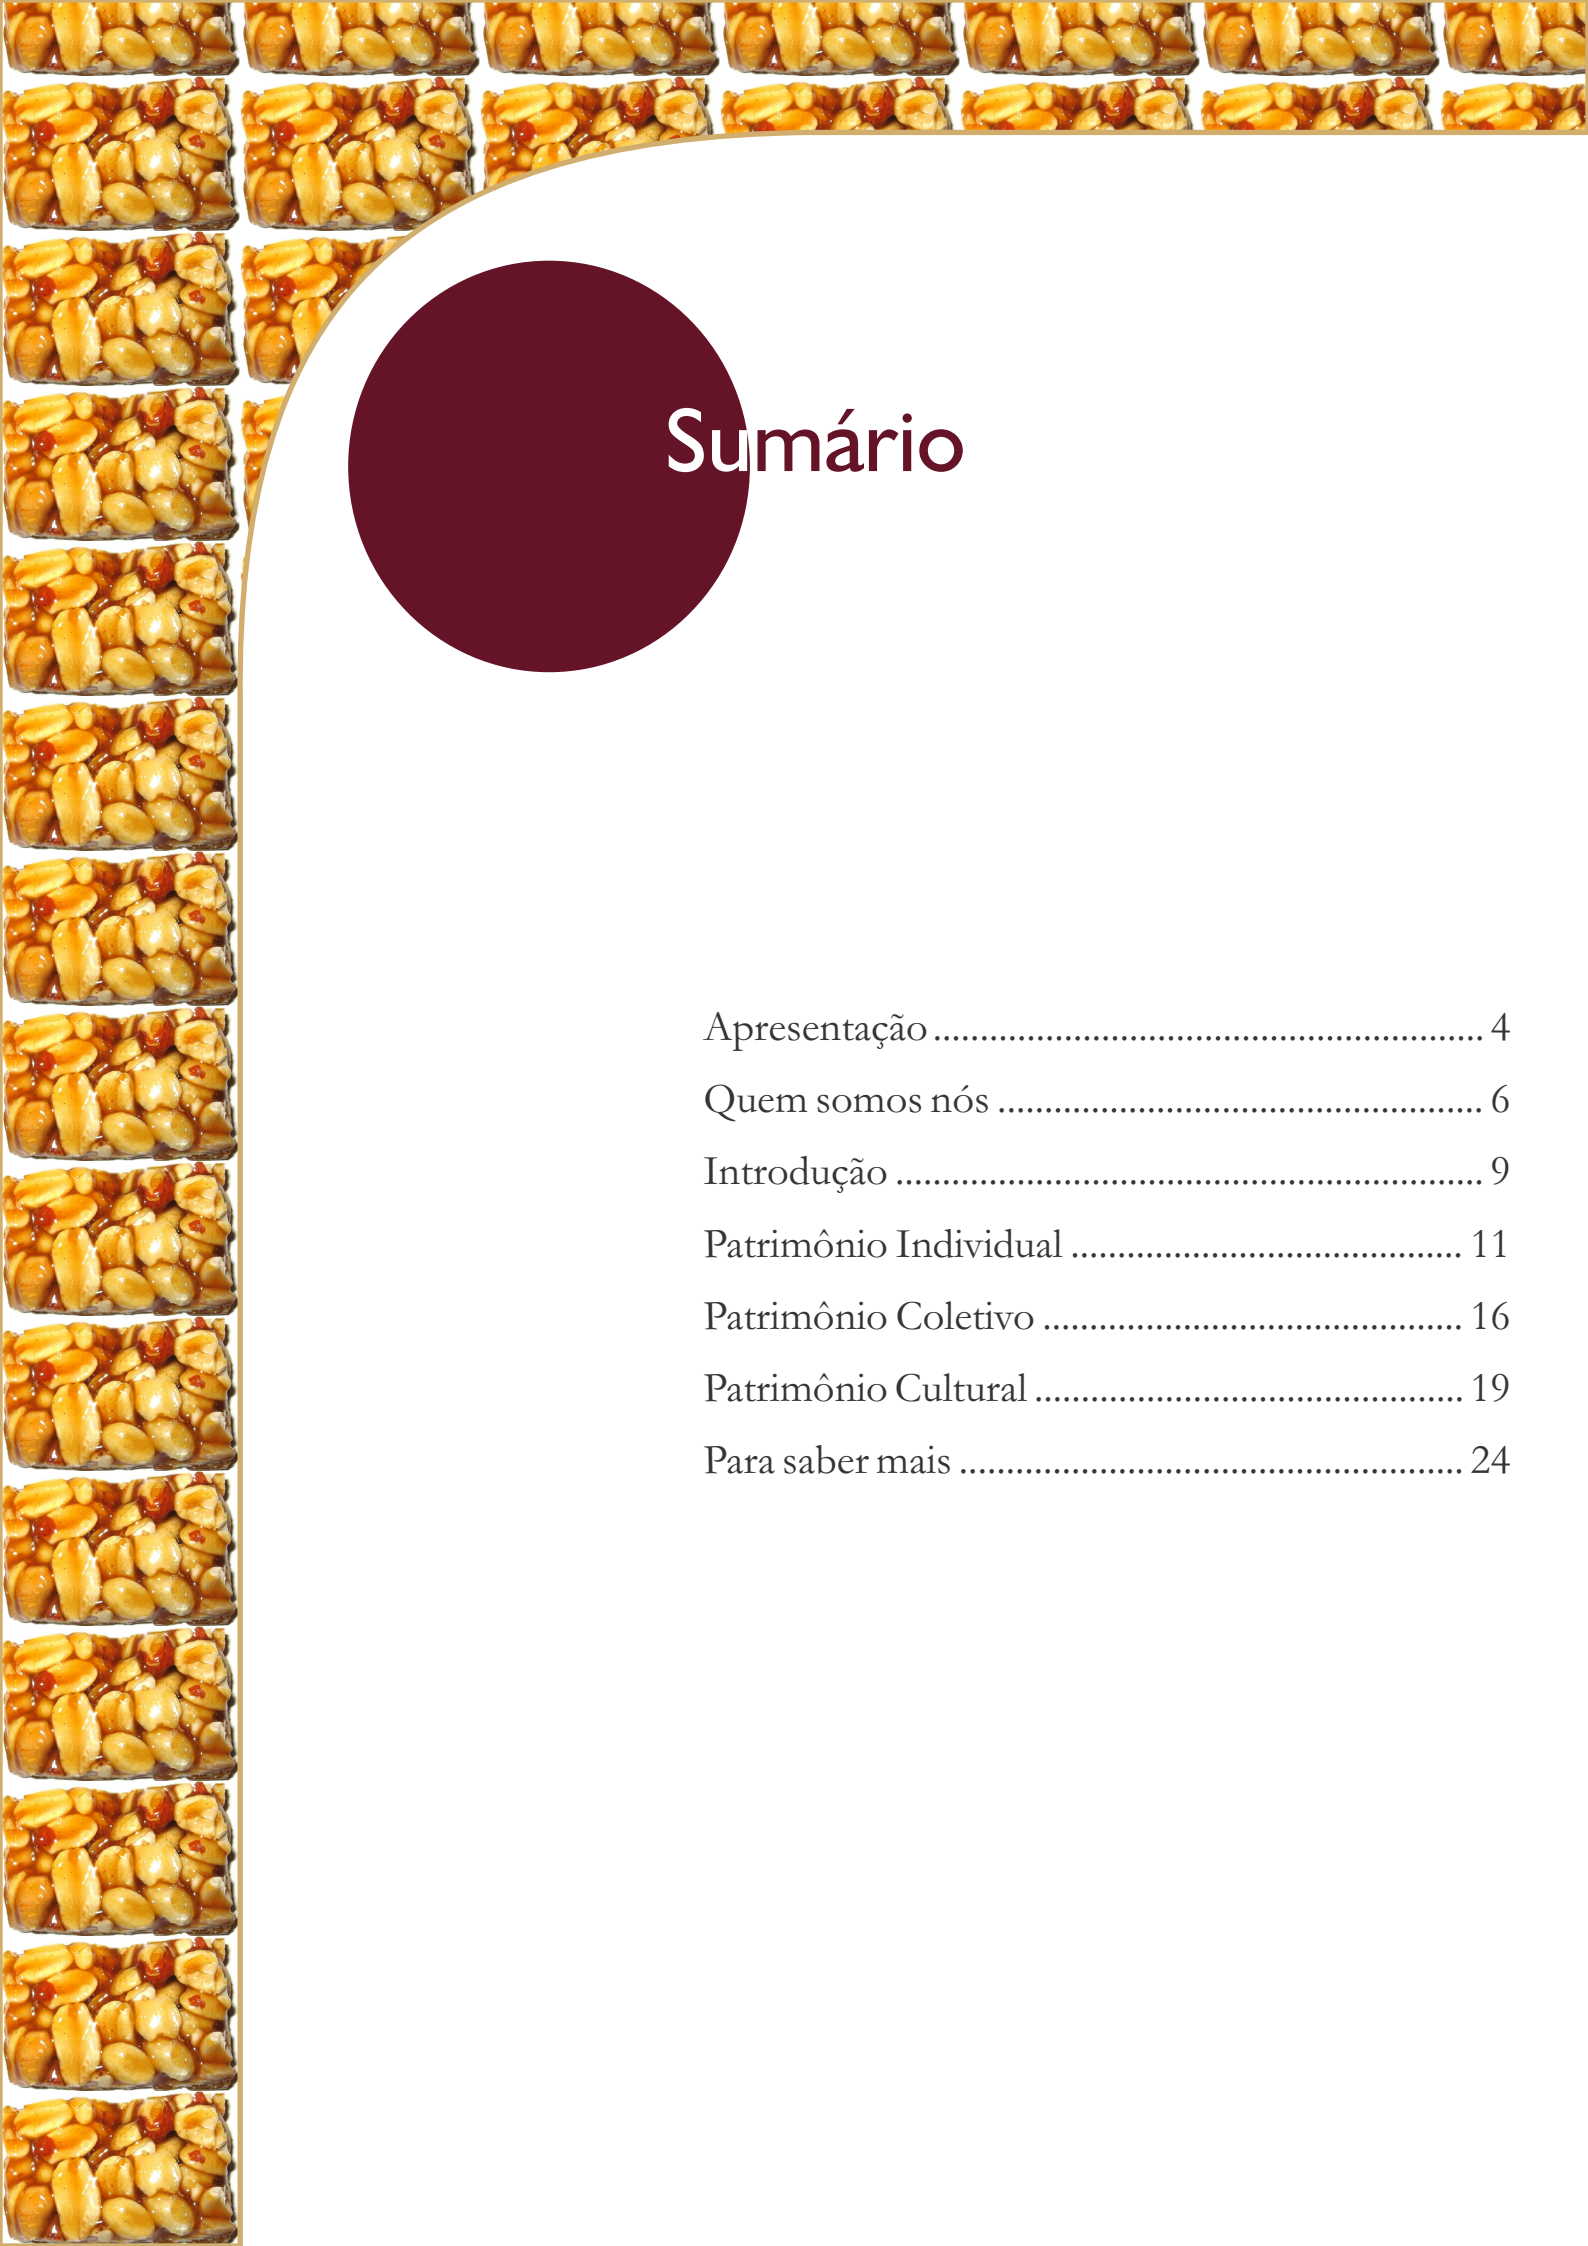 Sumário
Apresentação ........................................................... 4
Quem somos nós .................................................... 6
Introdução ............................................................... 9
Patrimônio Individual .......................................... 11
Patrimônio Coletivo ............................................. 16
Patrimônio Cultural .............................................. 19
Para saber mais ...................................................... 24